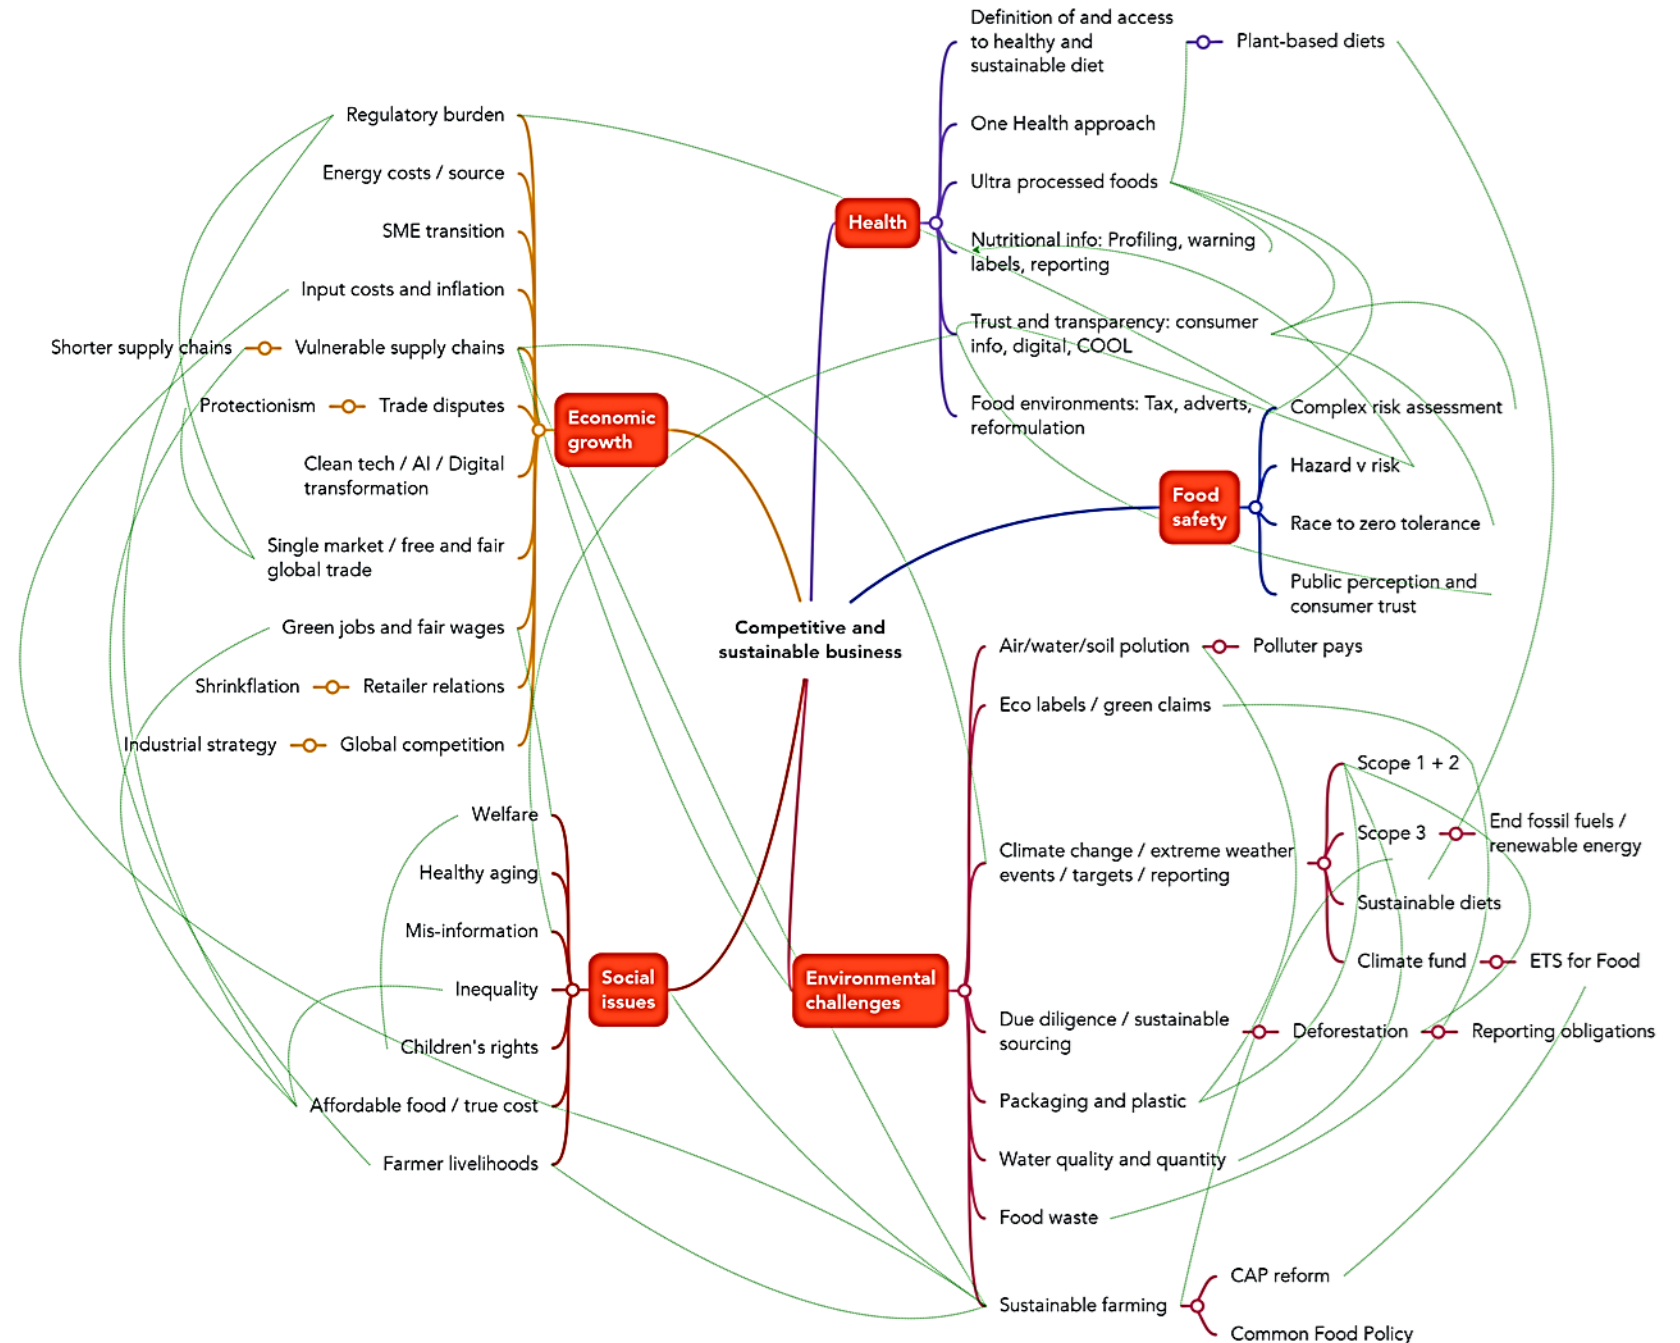 Definition of and access
to healthy and
sustainable diet
Plant-based diets
One Health approach
Ultra processed foods
Health
Nutritional info: Profiling, warning
labels, reporting
Trust and transparency: consumer
info, digital, COOL
Food environments: Tax, adverts,
reformulation
Regulatory burden
Energy costs / source
SME transition
Input costs and inflation
Shorter supply chains
Vulnerable supply chains
Protectionism
Trade disputes
Economic
growth
Clean tech / AI / Digital
transformation
Single market / free and fair
global trade
Green jobs and fair wages
Shrinkflation
Retailer relations
Industrial strategy
Global competition
Complex risk assessment
Hazard v risk
Food
safety
Race to zero tolerance
Public perception and
consumer trust
Competitive and
sustainable business
Air/water/soil polution
Polluter pays
Eco labels / green claims
Scope 1 + 2
Scope 3
End fossil fuels /
renewable energy
Climate change / extreme weather
events / targets / reporting
Sustainable diets
Climate fund
ETS for Food
Environmental
challenges
Due diligence / sustainable
sourcing
Deforestation
Reporting obligations
Packaging and plastic
Water quality and quantity
Food waste
Sustainable farming
CAP reform
Common Food Policy
Welfare
Healthy aging
Mis-information
Inequality
Social
issues
Children's rights
Affordable food / true cost
Farmer livelihoods